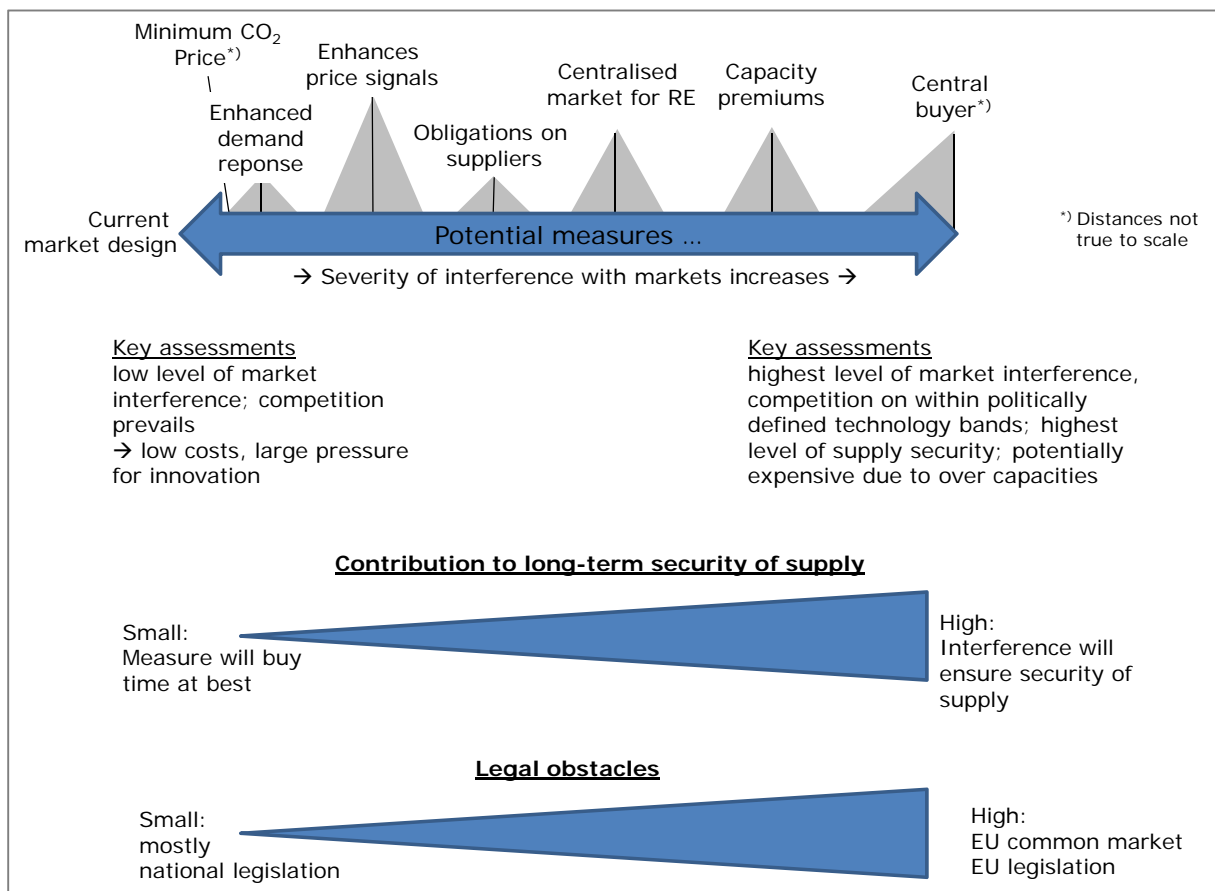 Minimum CO₂
Price*)
Enhances
price signals
Centralised
market for RE
Capacity
premiums
Central
buyer*)
Enhanced
demand
reponse
Obligations on
suppliers
Current
market design
Potential measures ...
*) Distances not
true to scale
→ Severity of interference with markets increases →
Key assessments
low level of market
interference; competition
prevails
→ low costs, large pressure
for innovation
Key assessments
highest level of market interference,
competition on within politically
defined technology bands; highest
level of supply security; potentially
expensive due to over capacities
Contribution to long-term security of supply
Small:
Measure will buy
time at best
High:
Interference will
ensure security of
supply
Legal obstacles
Small:
mostly
national legislation
High:
EU common market
EU legislation